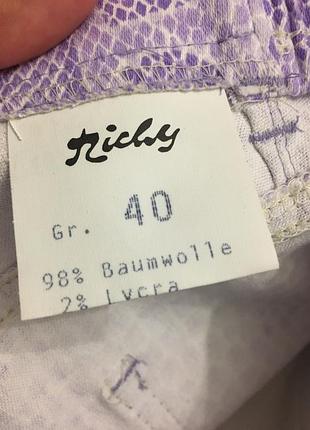 Richy
Gr. 40
98% Baumwolle
2% Lycra